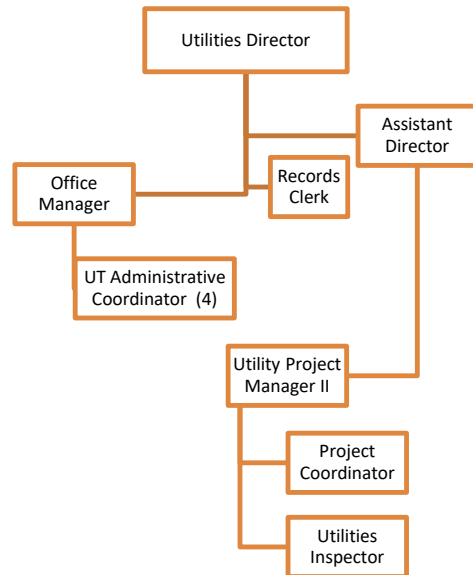 Utilities Director
Assistant
Director
Office
Manager
Records
Clerk
UT Administrative
Coordinator (4)
Utility Project
Manager II
Project
Coordinator
Utilities
Inspector